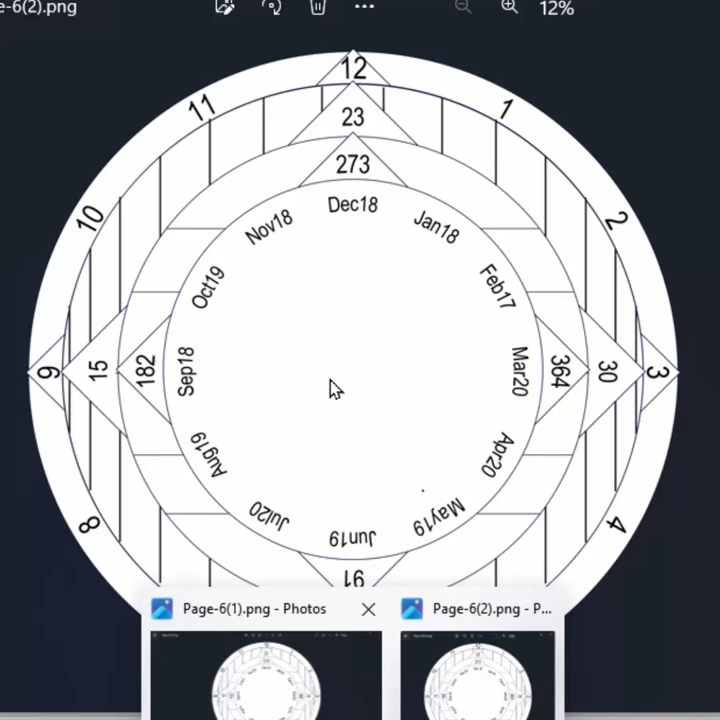 e-6(2).png
12%
12
11
1
23
273
10
2
Dec18
Nov18
Jan18
Oct19
Feb17
9
15
182
Sep18
Mar20
364
30
3
Aug19
Apr20
Jul20
May19
Jun19
8
4
91
Page-6(1).png - Photos
Page-6(2).png - P...